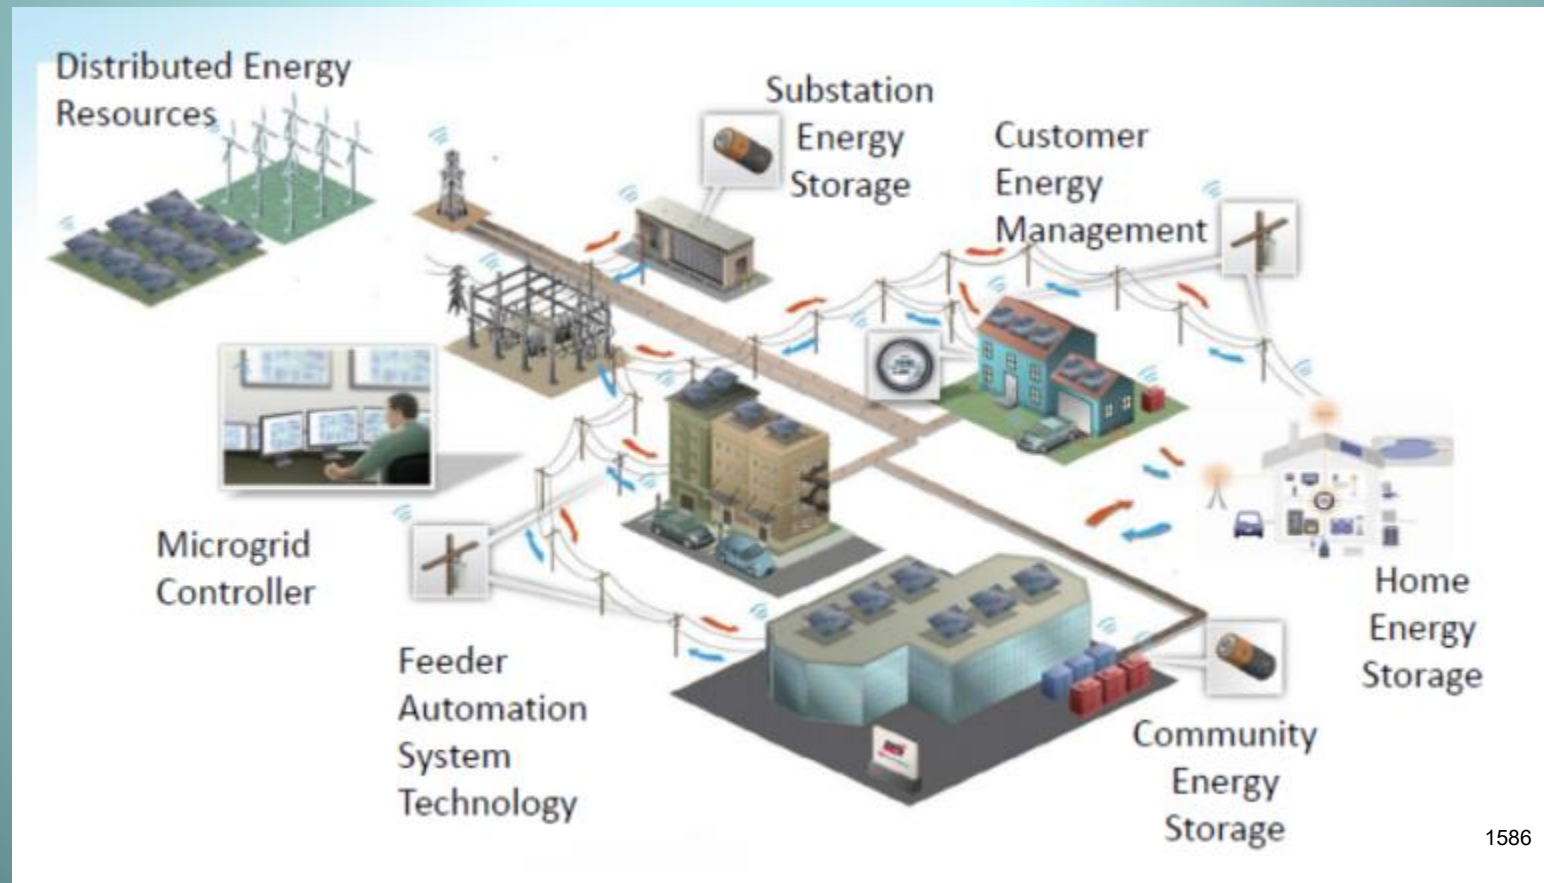 Distributed Energy
Resources
Substation
Energy
Storage
Customer
Energy
Management
Microgrid
Controller
Feeder
Automation
System
Technology
Home
Energy
Storage
Community
Energy
Storage
1586